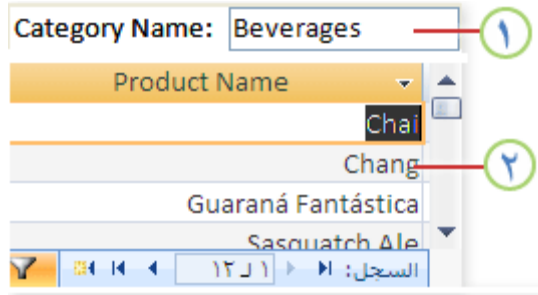 Category Name: Beverages
١
Product Name
Chai
Chang
٢
Guaraná Fantástica
Sasquatch Ale
السجل: ١ لـ ١٢